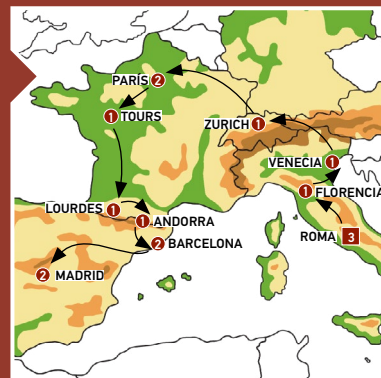 PARÍS 2
1 TOURS
ZURICH 1
VENECIA 1
1 FLORENCIA
LOURDES 1
1 ANDORRA
2 BARCELONA
ROMA 3
2 MADRID